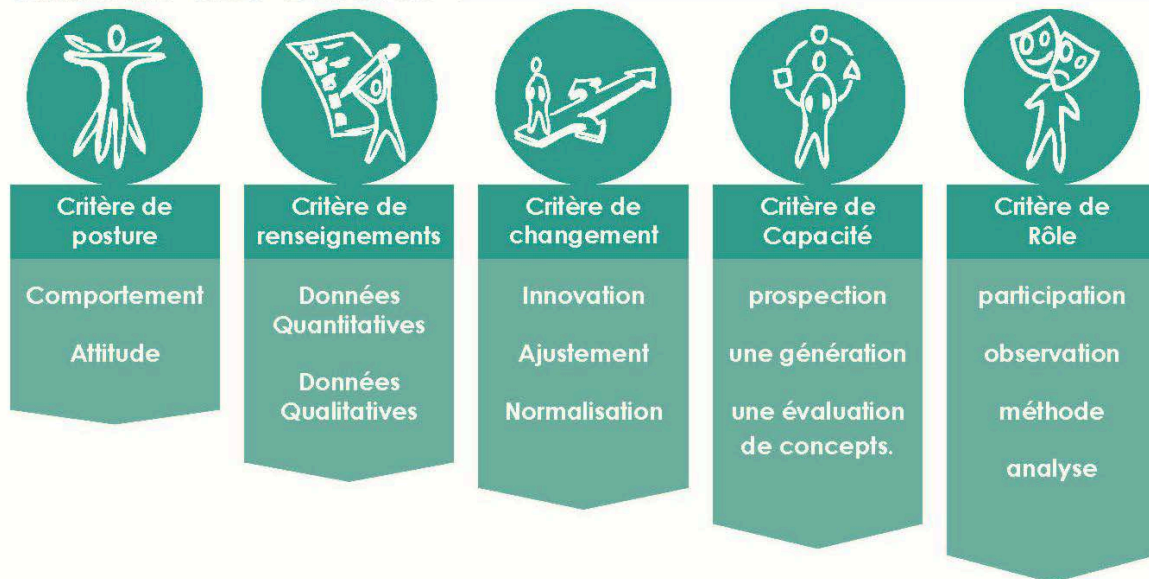 Critère de
posture
Comportement
Attitude
Critère de
renseignements
Données
Quantitatives
Données
Qualitatives
Critère de
changement
Innovation
Ajustement
Normalisation
Critère de
Capacité
prospection
une génération
une évaluation
de concepts.
Critère de
Rôle
participation
observation
méthode
analyse